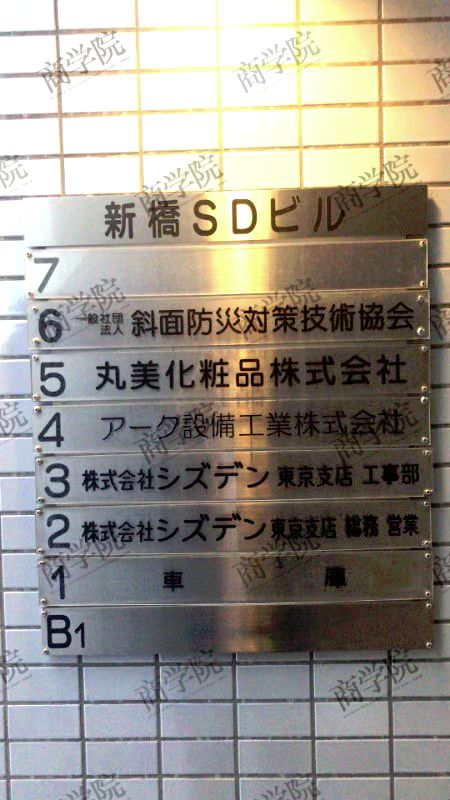 新橋SDビル
7
6 一般社団法人 斜面防災対策技術協会
5 丸美化粧品株式会社
4 アーク設備工業株式会社
3 株式会社シズデン 東京支店 工事部
2 株式会社シズデン 東京支店 総務 営業
1 車庫
B1
商学院